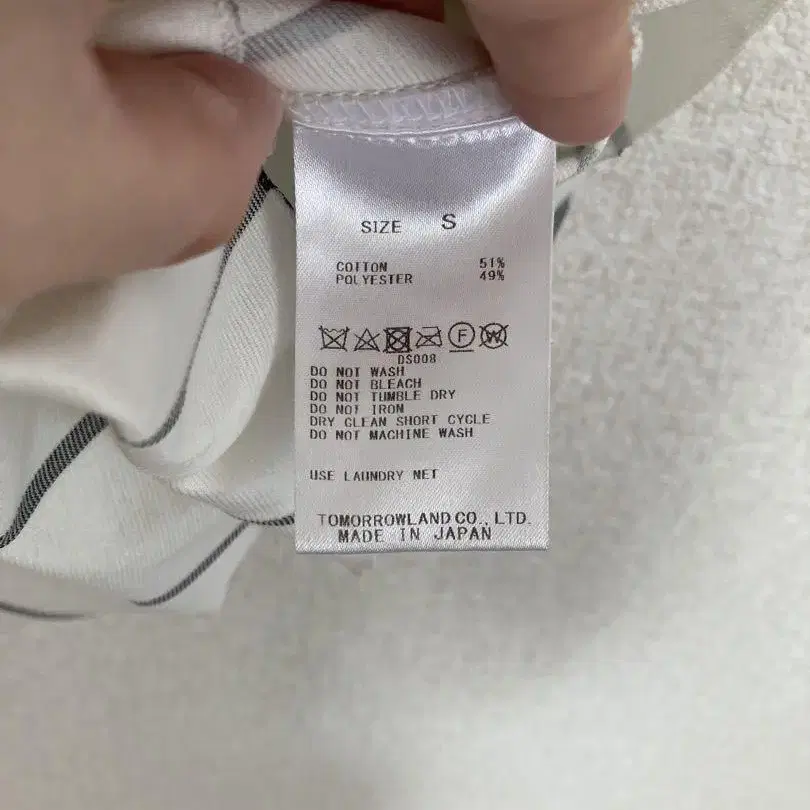 SIZE S
COTTON 51%
POLYESTER 49%
F W
DS008
DO NOT WASH
DO NOT BLEACH
DO NOT TUMBLE DRY
DO NOT IRON
DRY CLEAN SHORT CYCLE
DO NOT MACHINE WASH
USE LAUNDRY NET
TOMORROWLAND CO., LTD.
MADE IN JAPAN